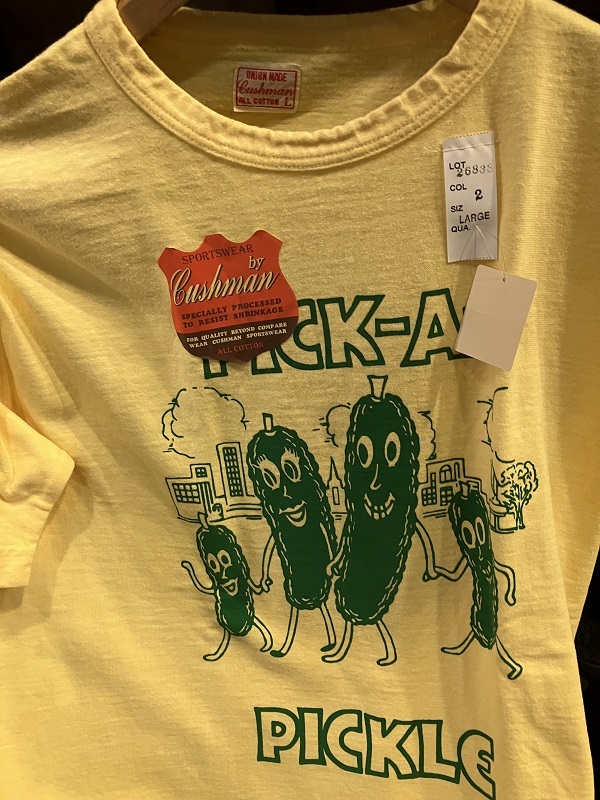 UNION MADE
Cushman
ALL COTTON L
LOT 26838
COL 2
SIZ LARGE
QUA.
SPORTSWEAR
by
Cushman
SPECIALLY PROCESSED
TO RESIST SHRINKAGE
FOR QUALITY BEYOND COMPARE
WEAR CUSHMAN SPORTSWEAR
ALL COTTON
PICK-A
PICKLE